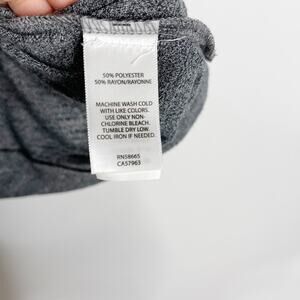 50% POLYESTER
50% RAYON/RAYONNE
MACHINE WASH COLD
WITH LIKE COLORS.
USE ONLY NON-
CHLORINE BLEACH.
TUMBLE DRY LOW.
COOL IRON IF NEEDED.
RN58665
CA57963